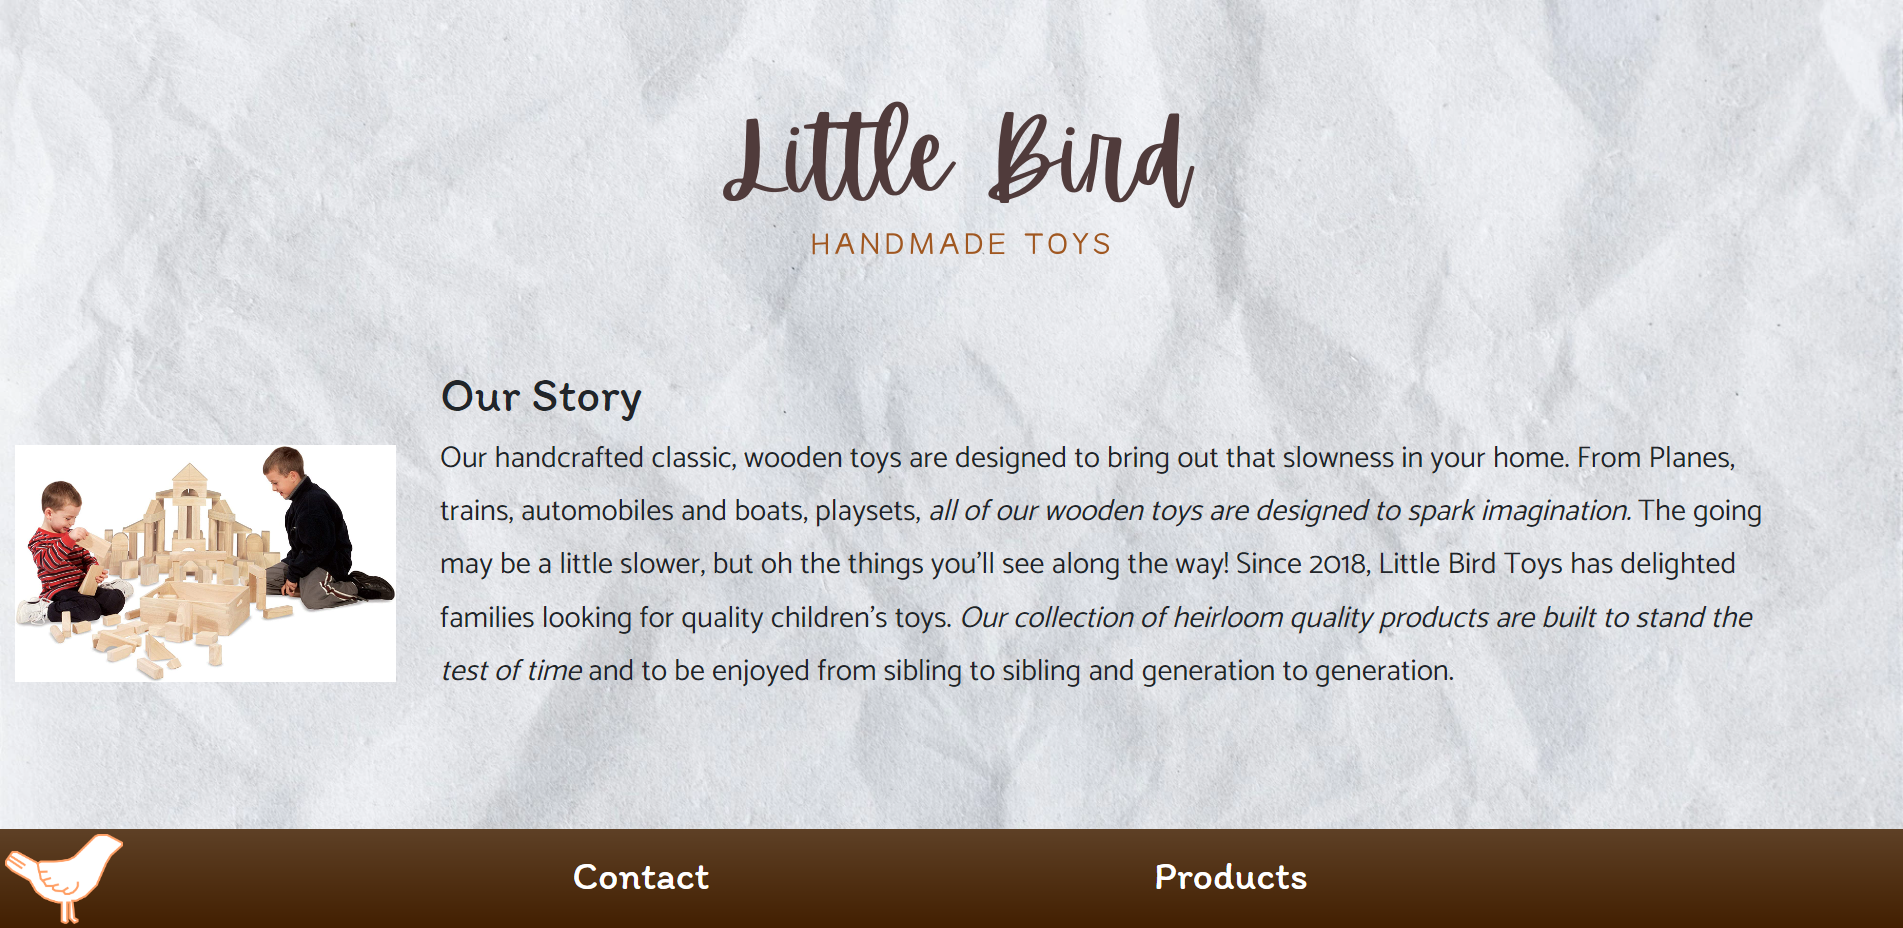 Little Bird
HANDMADE TOYS
Our Story
Our handcrafted classic, wooden toys are designed to bring out that slowness in your home. From Planes,
trains, automobiles and boats, playsets, all of our wooden toys are designed to spark imagination. The going
may be a little slower, but oh the things you’ll see along the way! Since 2018, Little Bird Toys has delighted
families looking for quality children’s toys. Our collection of heirloom quality products are built to stand the
test of time and to be enjoyed from sibling to sibling and generation to generation.
Contact
Products